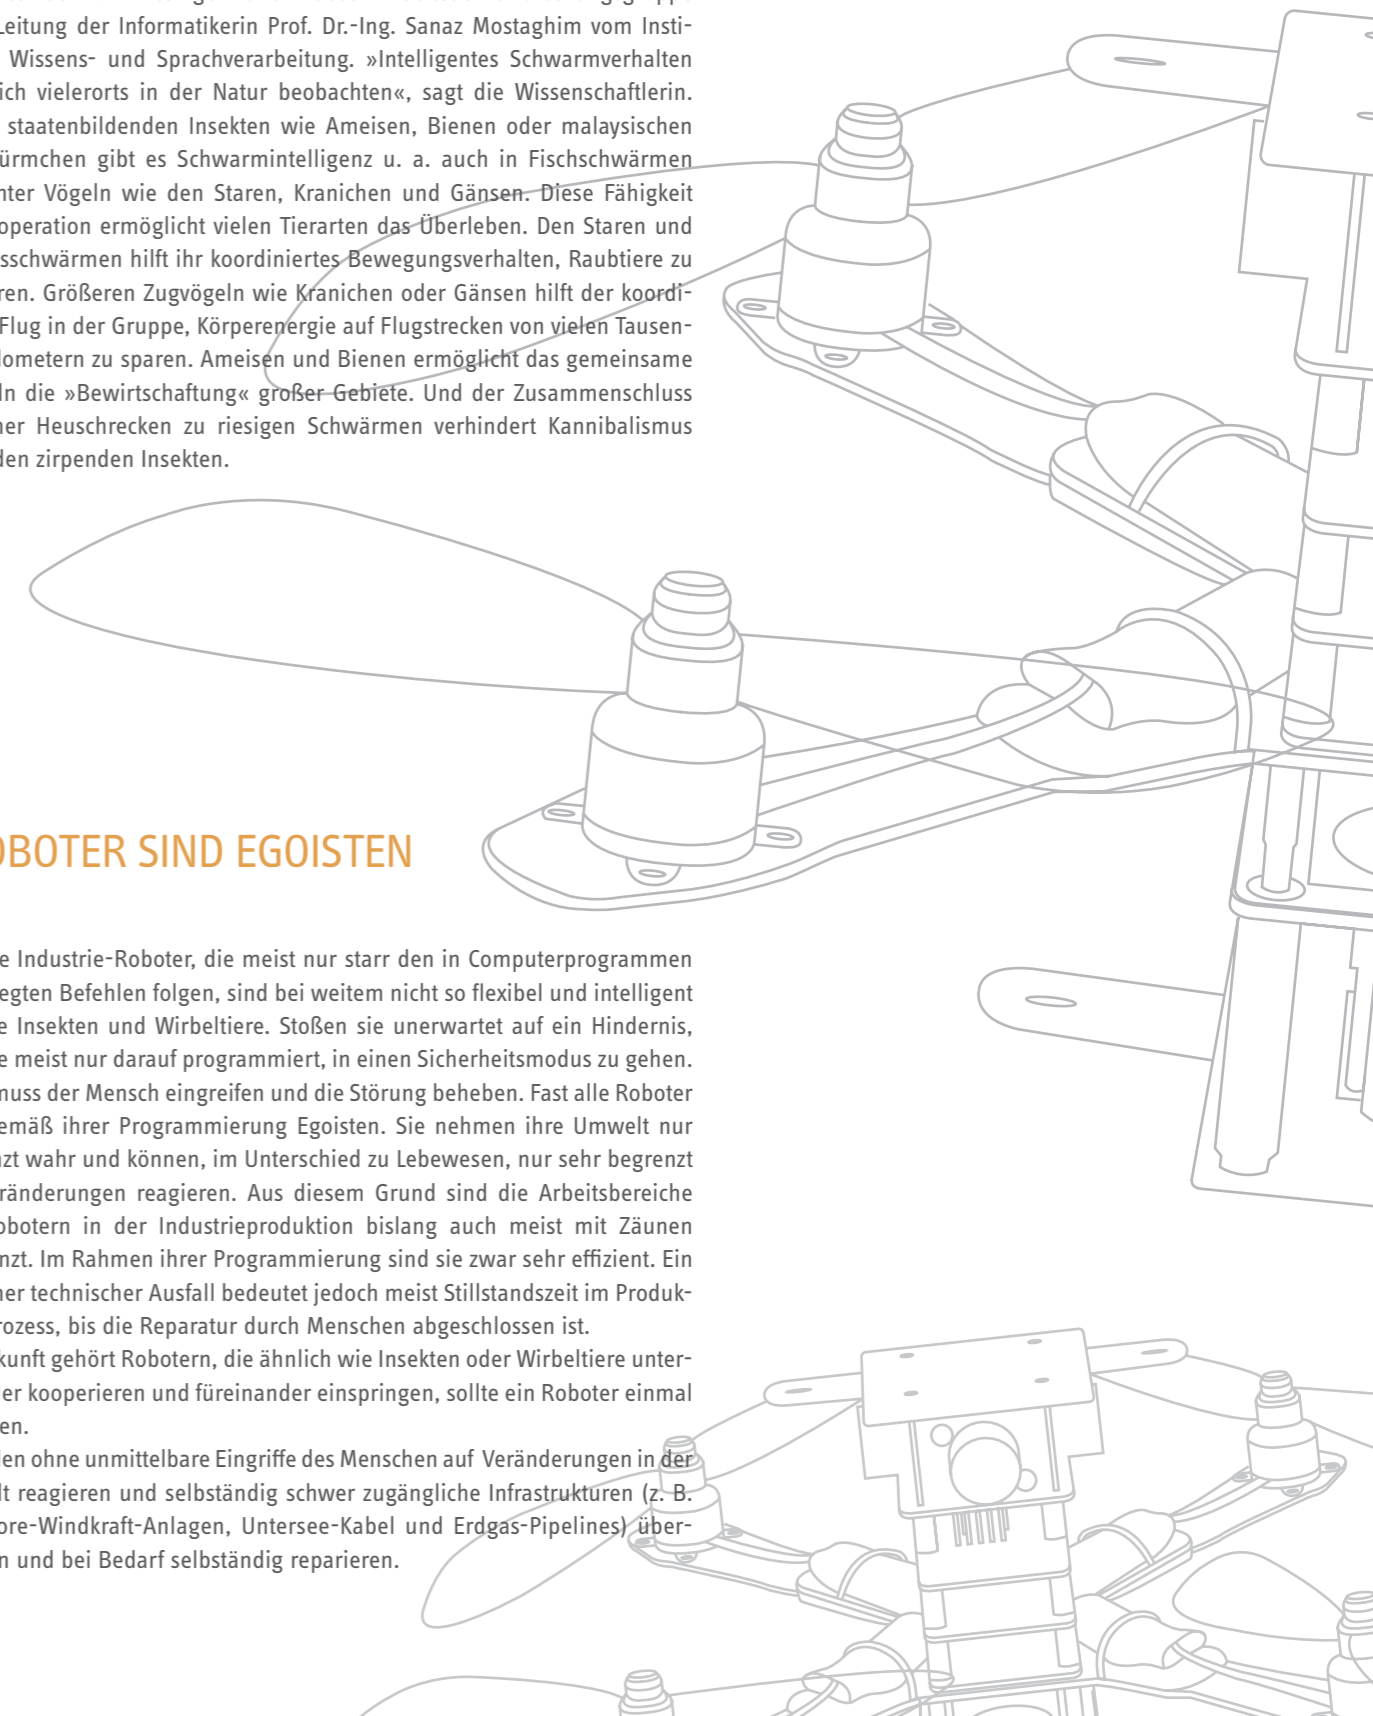 Leitung der Informatikerin Prof. Dr.-Ing. Sanaz Mostaghim vom Insti-
Wissens- und Sprachverarbeitung. »Intelligentes Schwarmverhalten
ich vielerorts in der Natur beobachten«, sagt die Wissenschaftlerin.
staatenbildenden Insekten wie Ameisen, Bienen oder malaysischen
ürmchen gibt es Schwarmintelligenz u. a. auch in Fischschwärmen
nter Vögeln wie den Staren, Kranichen und Gänsen. Diese Fähigkeit
operation ermöglicht vielen Tierarten das Überleben. Den Staren und
sschwärmen hilft ihr koordiniertes Bewegungsverhalten, Raubtiere zu
ren. Größeren Zugvögeln wie Kranichen oder Gänsen hilft der koordi-
Flug in der Gruppe, Körperenergie auf Flugstrecken von vielen Tausen-
lometern zu sparen. Ameisen und Bienen ermöglicht das gemeinsame
ln die »Bewirtschaftung« großer Gebiete. Und der Zusammenschluss
ner Heuschrecken zu riesigen Schwärmen verhindert Kannibalismus
den zirpenden Insekten.
OBOTER SIND EGOISTEN
e Industrie-Roboter, die meist nur starr den in Computerprogrammen
egten Befehlen folgen, sind bei weitem nicht so flexibel und intelligent
e Insekten und Wirbeltiere. Stoßen sie unerwartet auf ein Hindernis,
e meist nur darauf programmiert, in einen Sicherheitsmodus zu gehen.
muss der Mensch eingreifen und die Störung beheben. Fast alle Roboter
emäß ihrer Programmierung Egoisten. Sie nehmen ihre Umwelt nur
nzt wahr und können, im Unterschied zu Lebewesen, nur sehr begrenzt
ränderungen reagieren. Aus diesem Grund sind die Arbeitsbereiche
obotern in der Industrieproduktion bislang auch meist mit Zäunen
nzt. Im Rahmen ihrer Programmierung sind sie zwar sehr effizient. Ein
ner technischer Ausfall bedeutet jedoch meist Stillstandszeit im Produk-
rozess, bis die Reparatur durch Menschen abgeschlossen ist.
kunft gehört Robotern, die ähnlich wie Insekten oder Wirbeltiere unter-
er kooperieren und füreinander einspringen, sollte ein Roboter einmal
en.
en ohne unmittelbare Eingriffe des Menschen auf Veränderungen in der
lt reagieren und selbständig schwer zugängliche Infrastrukturen (z. B.
ore-Windkraft-Anlagen, Untersee-Kabel und Erdgas-Pipelines) über-
n und bei Bedarf selbständig reparieren.